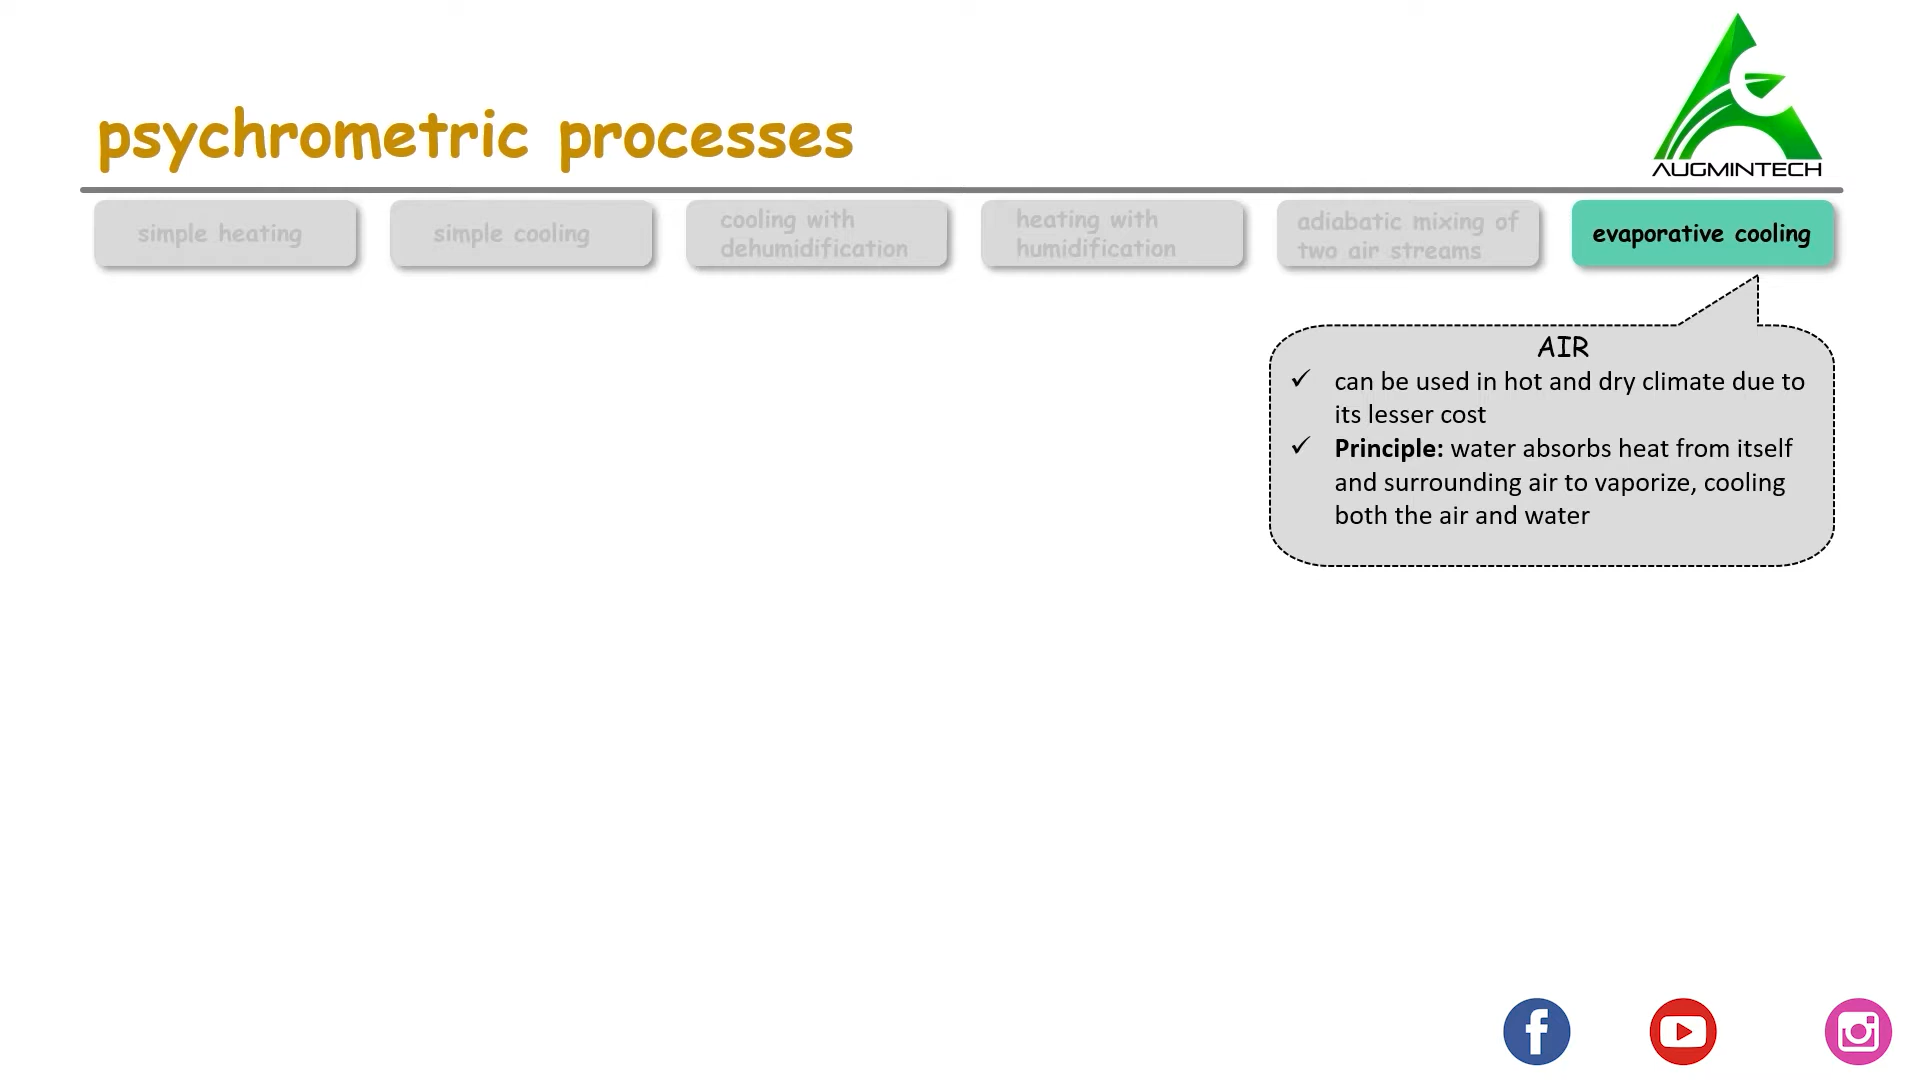 psychrometric processes
AUGMINTECH
simple heating
simple cooling
cooling with
dehumidification
heating with
humidification
adiabatic mixing of
two air streams
evaporative cooling
AIR
✓ can be used in hot and dry climate due to
its lesser cost
✓ Principle: water absorbs heat from itself
and surrounding air to vaporize, cooling
both the air and water